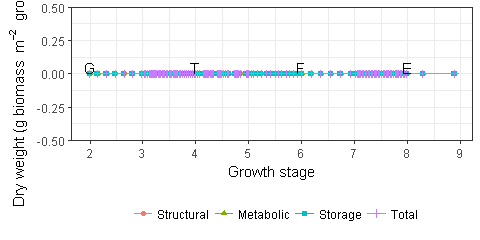 Dry weight (g biomass m⁻² gro
0.50
0.25
0.00
-0.25
-0.50
G T F F
2 3 4 5 6 7 8 9
Growth stage
Structural Metabolic Storage Total